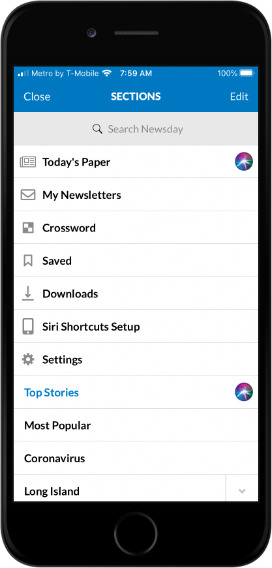 Metro by T-Mobile 7:59 AM 100%
Close SECTIONS Edit
Search Newsday
Today's Paper
My Newsletters
Crossword
Saved
Downloads
Siri Shortcuts Setup
Settings
Top Stories
Most Popular
Coronavirus
Long Island